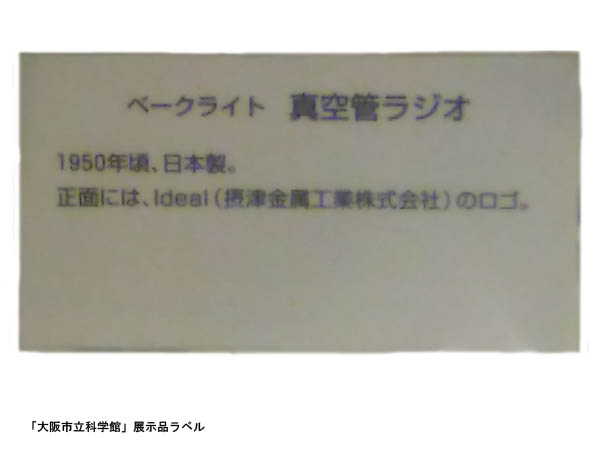 ベークライト 真空管ラジオ
1950年頃、日本製。
正面には、Ideal(摂津金属工業株式会社)のロゴ。
「大阪市立科学館」展示品ラベル